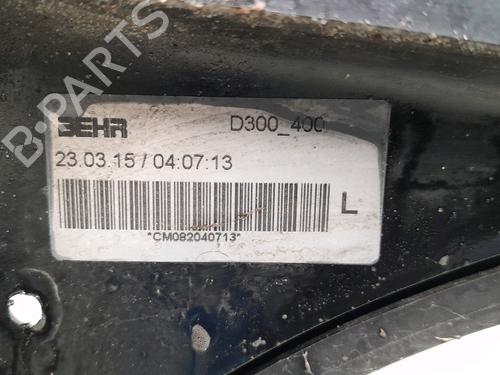 B-PARTS
BEHR D300_400
23.03.15 / 04:07:13
L
*CM082040713*